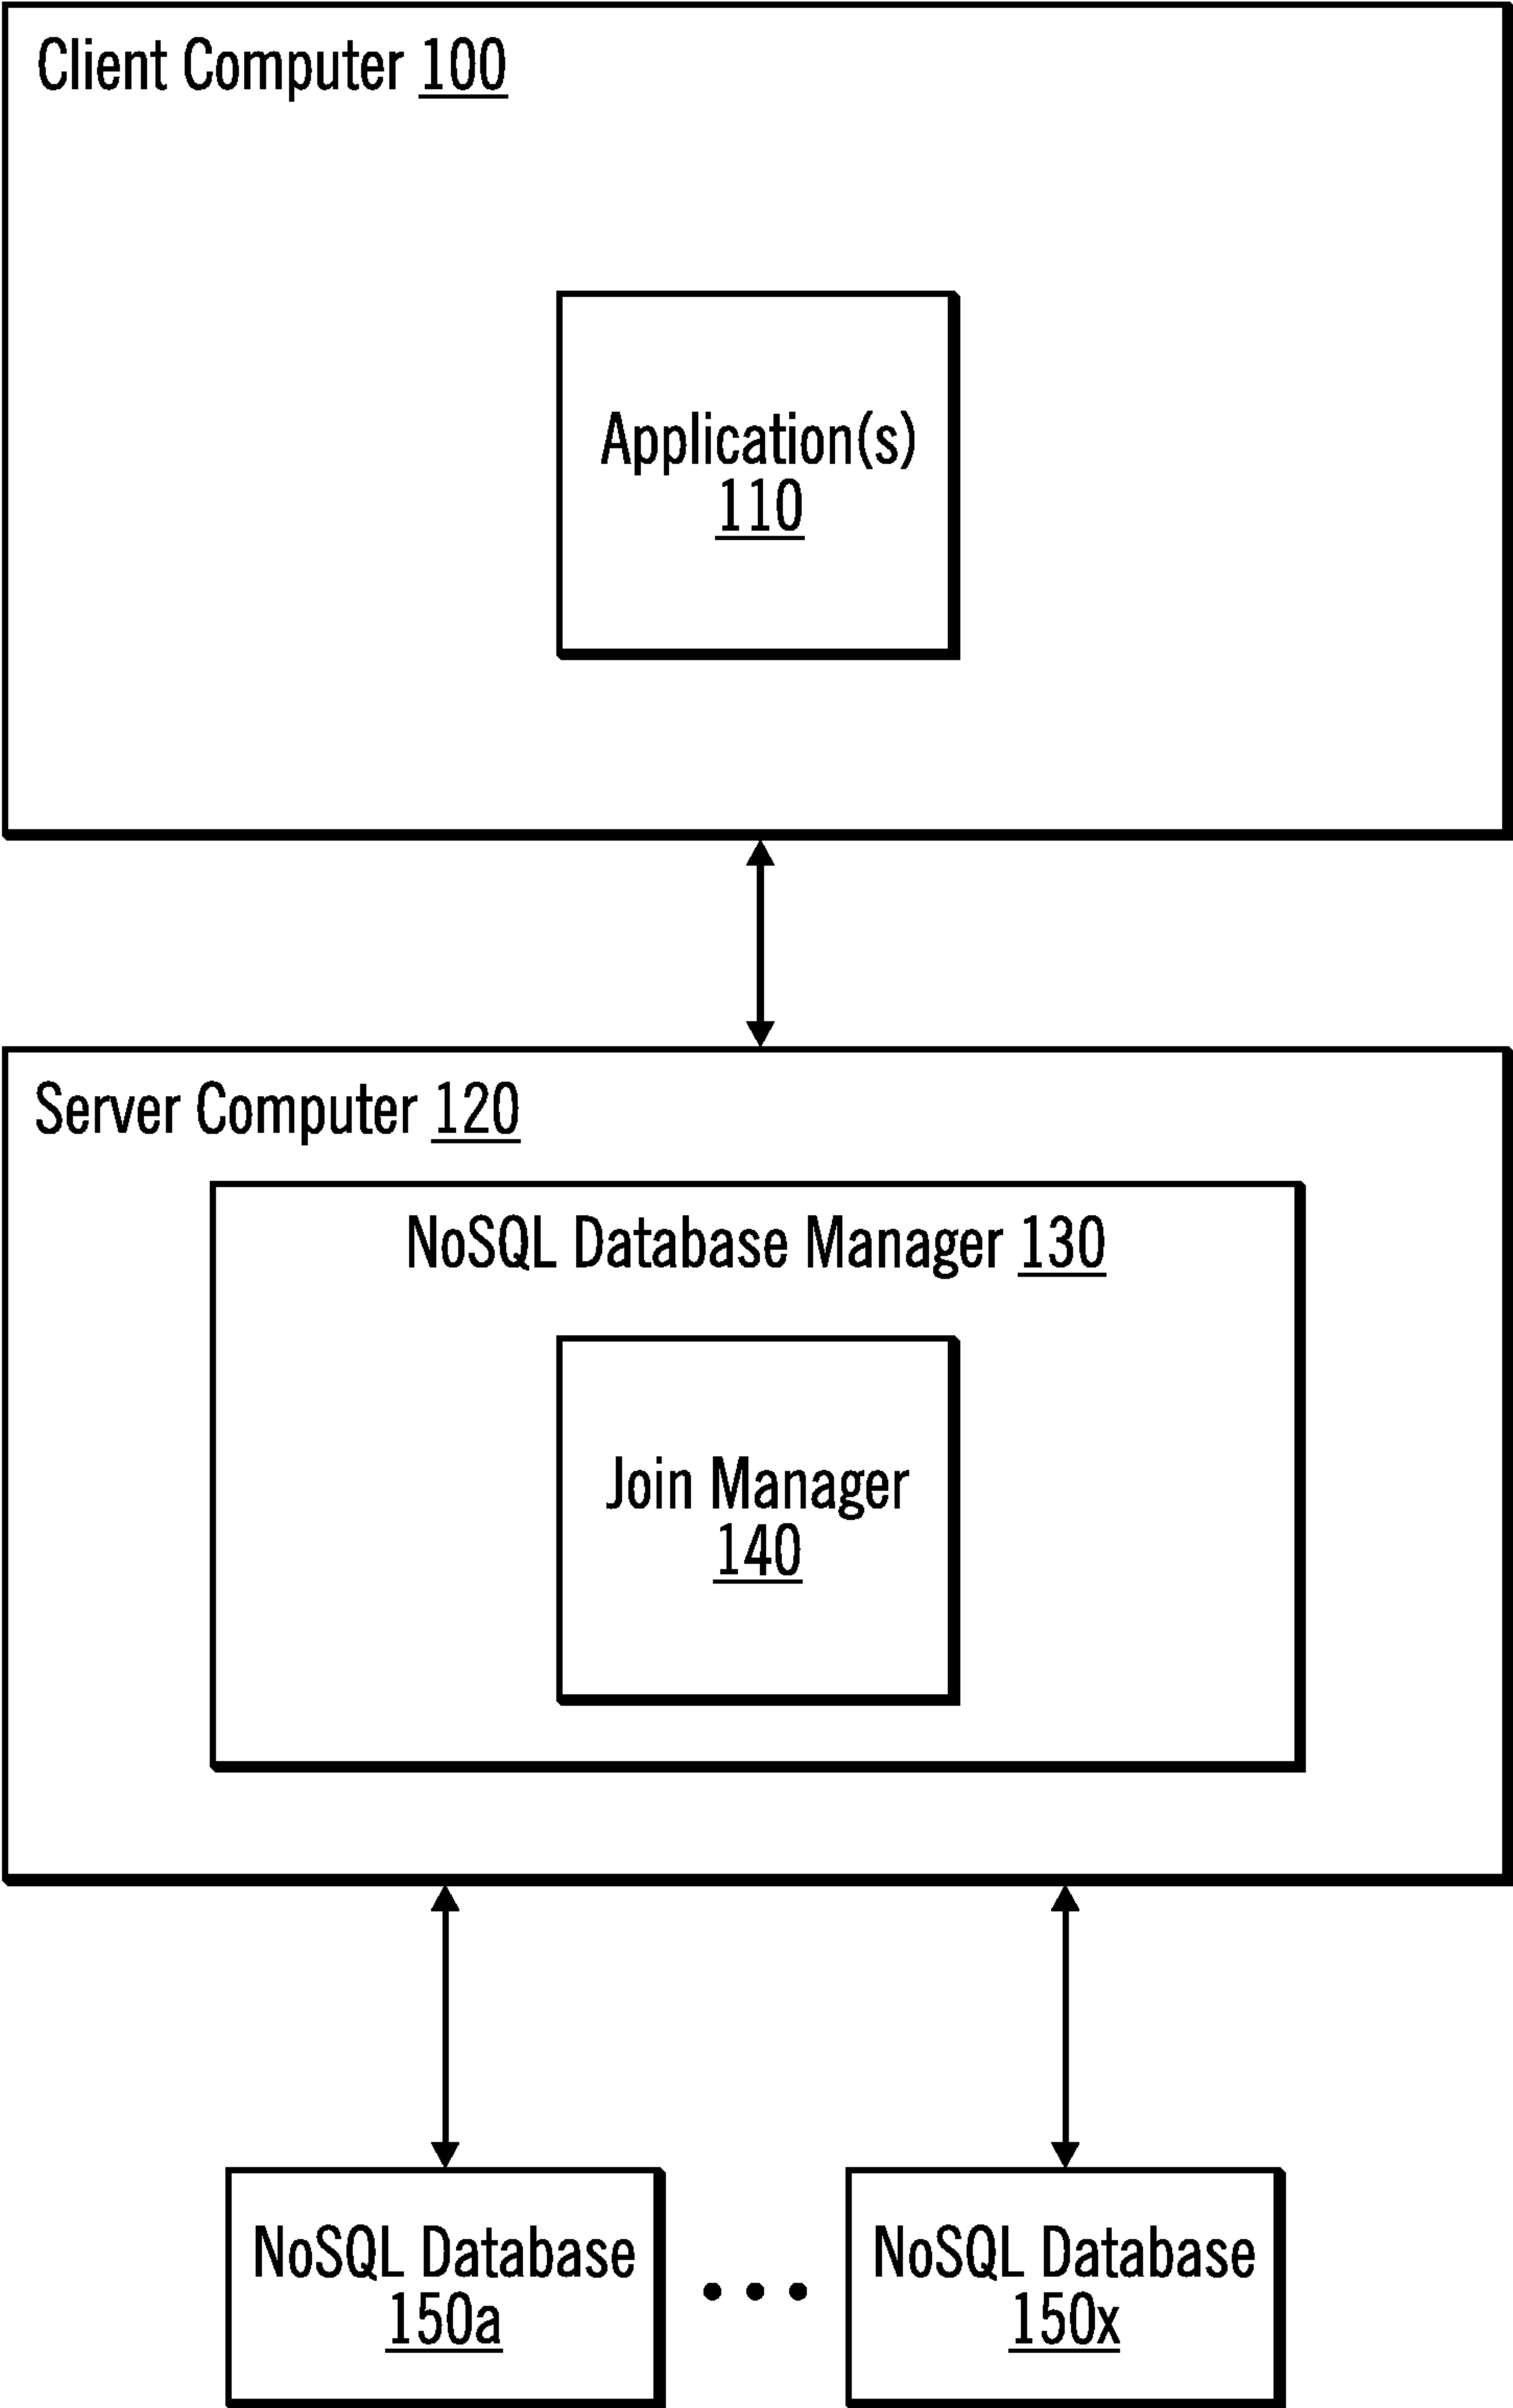 Client Computer 100
Application(s)
110
Server Computer 120
NoSQL Database Manager 130
Join Manager
140
NoSQL Database
150a
NoSQL Database
150x